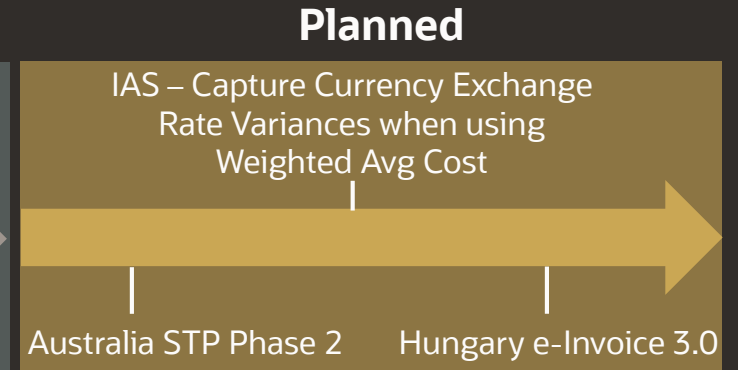 Planned
IAS – Capture Currency Exchange
Rate Variances when using
Weighted Avg Cost
Australia STP Phase 2
Hungary e-Invoice 3.0